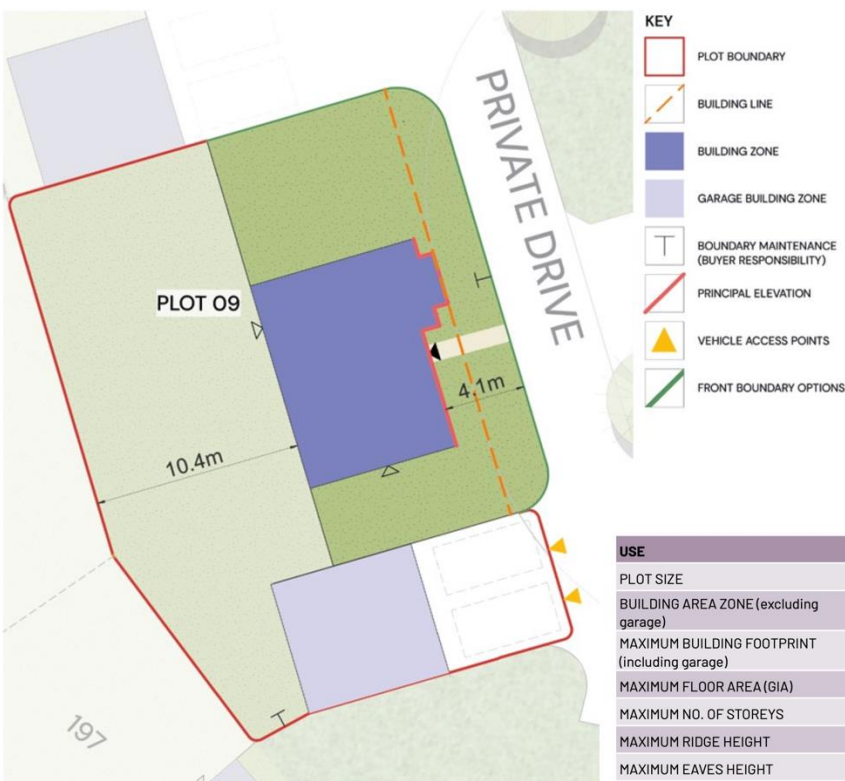 KEY
PLOT BOUNDARY
BUILDING LINE
BUILDING ZONE
GARAGE BUILDING ZONE
BOUNDARY MAINTENANCE
(BUYER RESPONSIBILITY)
PRINCIPAL ELEVATION
VEHICLE ACCESS POINTS
FRONT BOUNDARY OPTIONS
PRIVATE DRIVE
PLOT 09
4.1m
10.4m
197
USE
PLOT SIZE
BUILDING AREA ZONE (excluding
garage)
MAXIMUM BUILDING FOOTPRINT
(including garage)
MAXIMUM FLOOR AREA (GIA)
MAXIMUM NO. OF STOREYS
MAXIMUM RIDGE HEIGHT
MAXIMUM EAVES HEIGHT